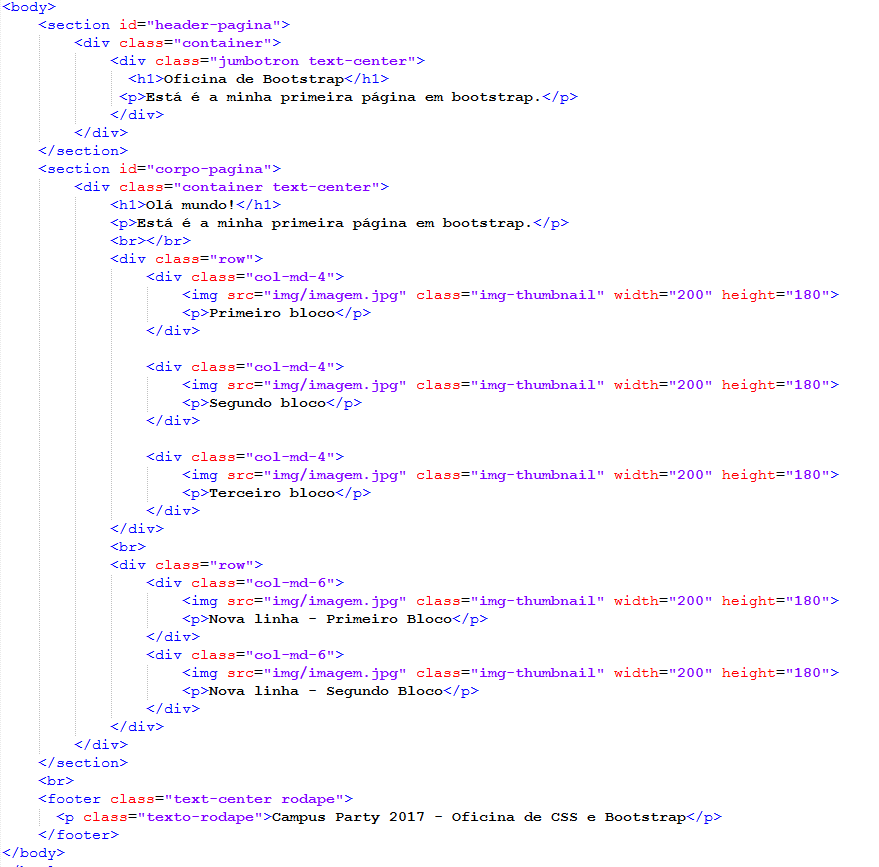 <body>
<section id="header-pagina">
<div class="container">
<div class="jumbotron text-center">
<h1>Oficina de Bootstrap</h1>
<p>Está é a minha primeira página em bootstrap.</p>
</div>
</div>
</section>
<section id="corpo-pagina">
<div class="container text-center">
<h1>Olá mundo!</h1>
<p>Está é a minha primeira página em bootstrap.</p>
<br></br>
<div class="row">
<div class="col-md-4">
<img src="img/imagem.jpg" class="img-thumbnail" width="200" height="180">
<p>Primeiro bloco</p>
</div>
<div class="col-md-4">
<img src="img/imagem.jpg" class="img-thumbnail" width="200" height="180">
<p>Segundo bloco</p>
</div>
<div class="col-md-4">
<img src="img/imagem.jpg" class="img-thumbnail" width="200" height="180">
<p>Terceiro bloco</p>
</div>
</div>
<br>
<div class="row">
<div class="col-md-6">
<img src="img/imagem.jpg" class="img-thumbnail" width="200" height="180">
<p>Nova linha - Primeiro Bloco</p>
</div>
<div class="col-md-6">
<img src="img/imagem.jpg" class="img-thumbnail" width="200" height="180">
<p>Nova linha - Segundo Bloco</p>
</div>
</div>
</div>
</section>
<br>
<footer class="text-center rodape">
<p class="texto-rodape">Campus Party 2017 - Oficina de CSS e Bootstrap</p>
</footer>
</body>